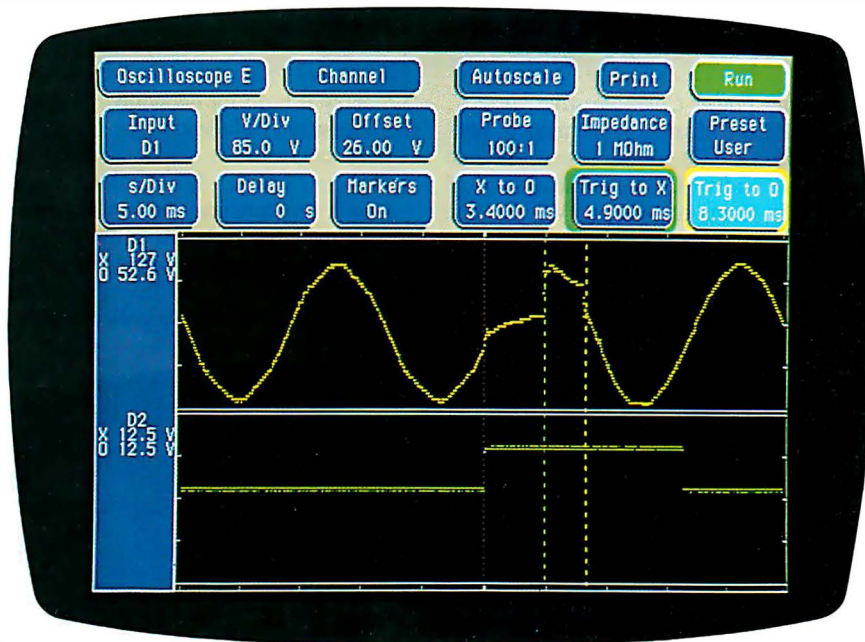 Oscilloscope E Channel Autoscale Print Run
Input V/Div Offset Probe Impedance Preset
D1 85.0 V 26.00 V 100:1 1 MOhm User
s/Div Delay Markers X to O Trig to X Trig to O
5.00 ms 0 s On 3.4000 ms 4.9000 ms 8.3000 ms
D1
X 127 V
O 52.6 V
D2
X 12.5 V
O 12.5 V